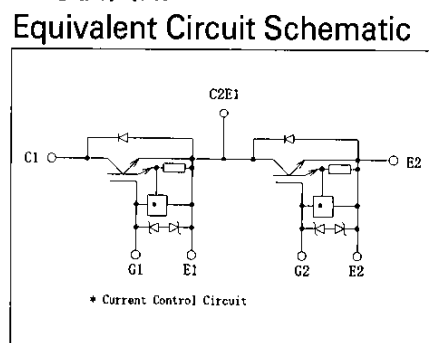 Equivalent Circuit Schematic
C2E1
C1
E2
*
*
G1
E1
G2
E2
* Current Control Circuit